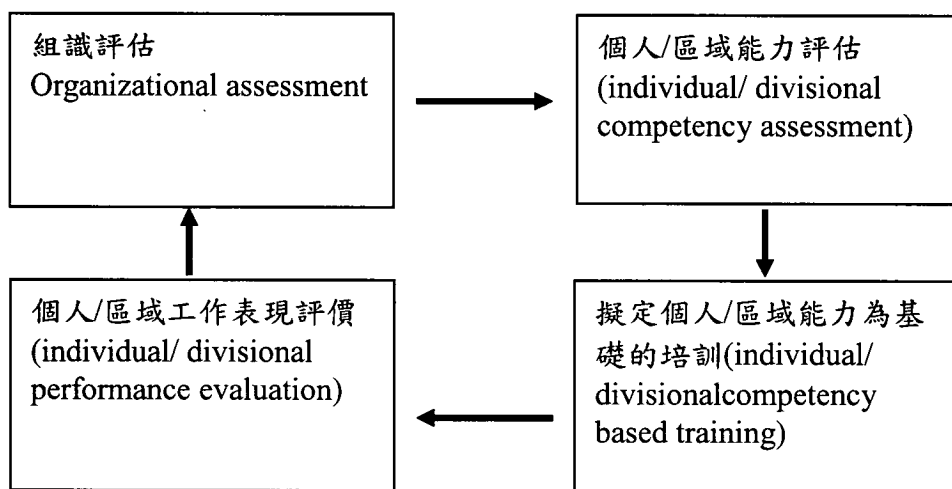 組識評估
Organizational assessment
個人/區域能力評估
(individual/ divisional
competency assessment)
擬定個人/區域能力為基
礎的培訓(individual/
divisionalcompetency
based training)
個人/區域工作表現評價
(individual/ divisional
performance evaluation)